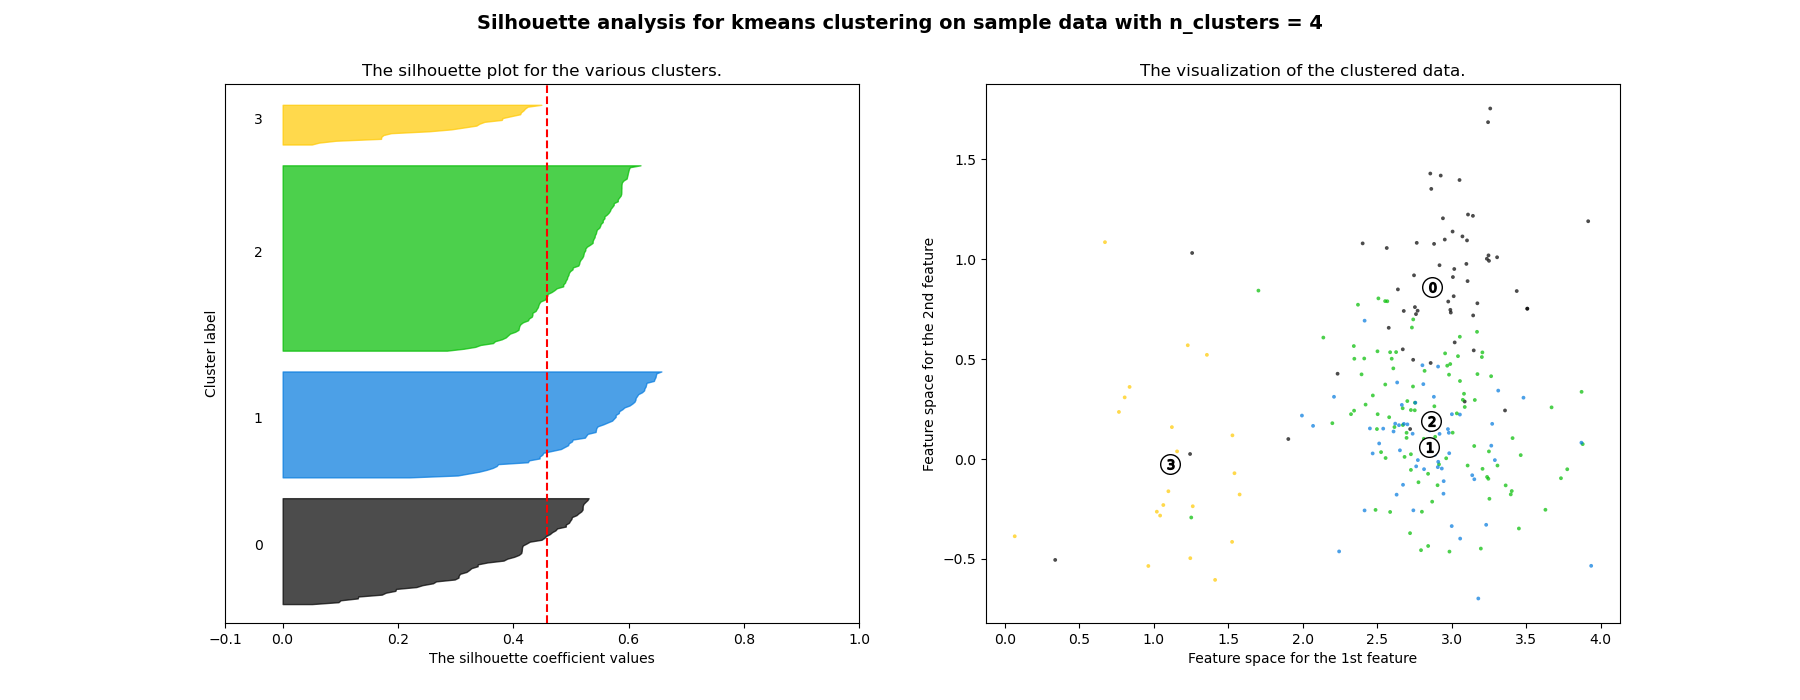 Silhouette analysis for kmeans clustering on sample data with n_clusters = 4
The silhouette plot for the various clusters.
3
2
1
0
Cluster label
−0.1 0.0 0.2 0.4 0.6 0.8 1.0
The silhouette coefficient values
The visualization of the clustered data.
1.5
1.0
0.5
0.0
−0.5
Feature space for the 2nd feature
0
2
1
3
0.0 0.5 1.0 1.5 2.0 2.5 3.0 3.5 4.0
Feature space for the 1st feature